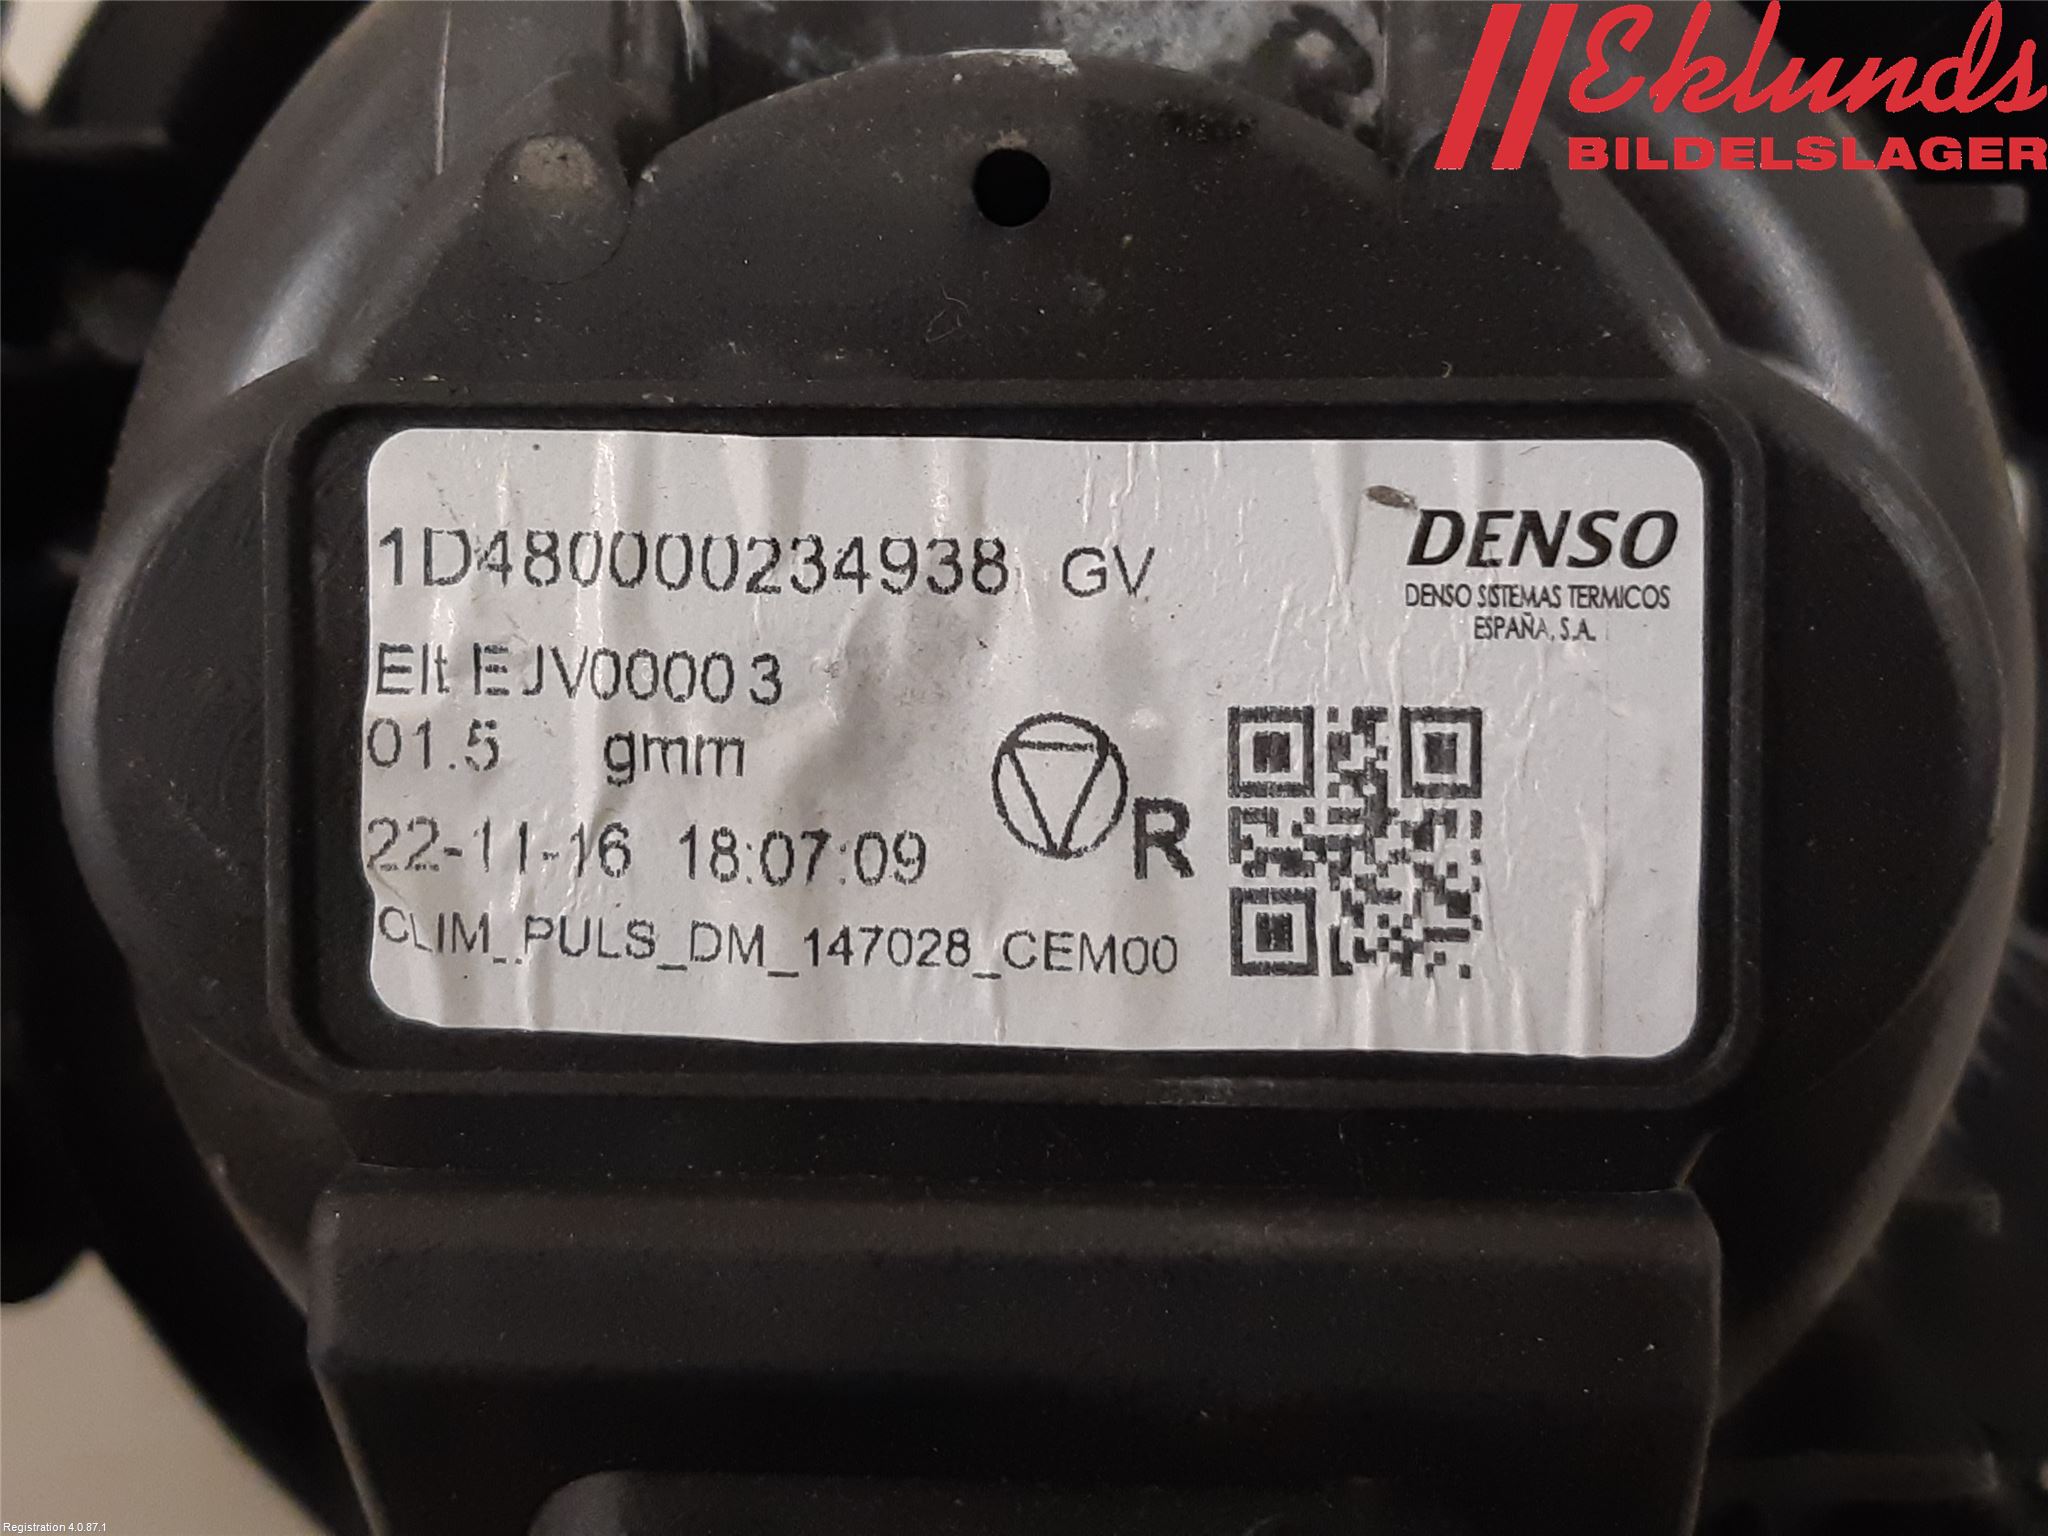 Eklunds
BILDELSLAGER
1D480000234938 GV
DENSO
DENSO SISTEMAS TERMICOS
ESPAÑA, S.A.
Elt EJV00003
01.5 gmm
22-11-16 18:07:09
R
CLIM_PULS_DM_147028_CEM00
Registration 4.0.87.1